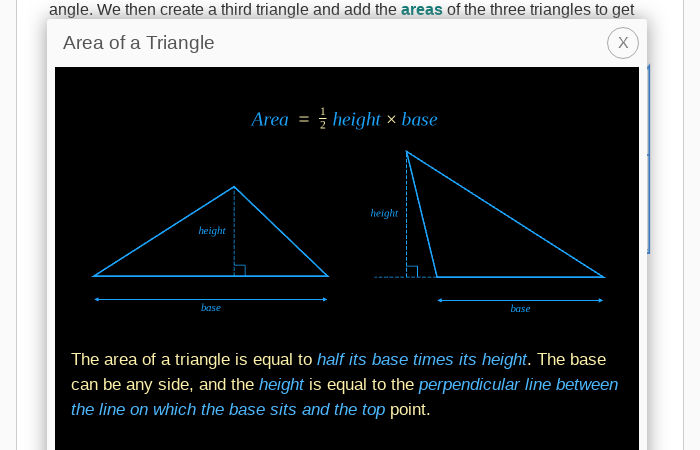 angle. We then create a third triangle and add the areas of the three triangles to get
Area of a Triangle
X
Area = 1/2 height × base
height
base
height
base
The area of a triangle is equal to half its base times its height. The base
can be any side, and the height is equal to the perpendicular line between
the line on which the base sits and the top point.